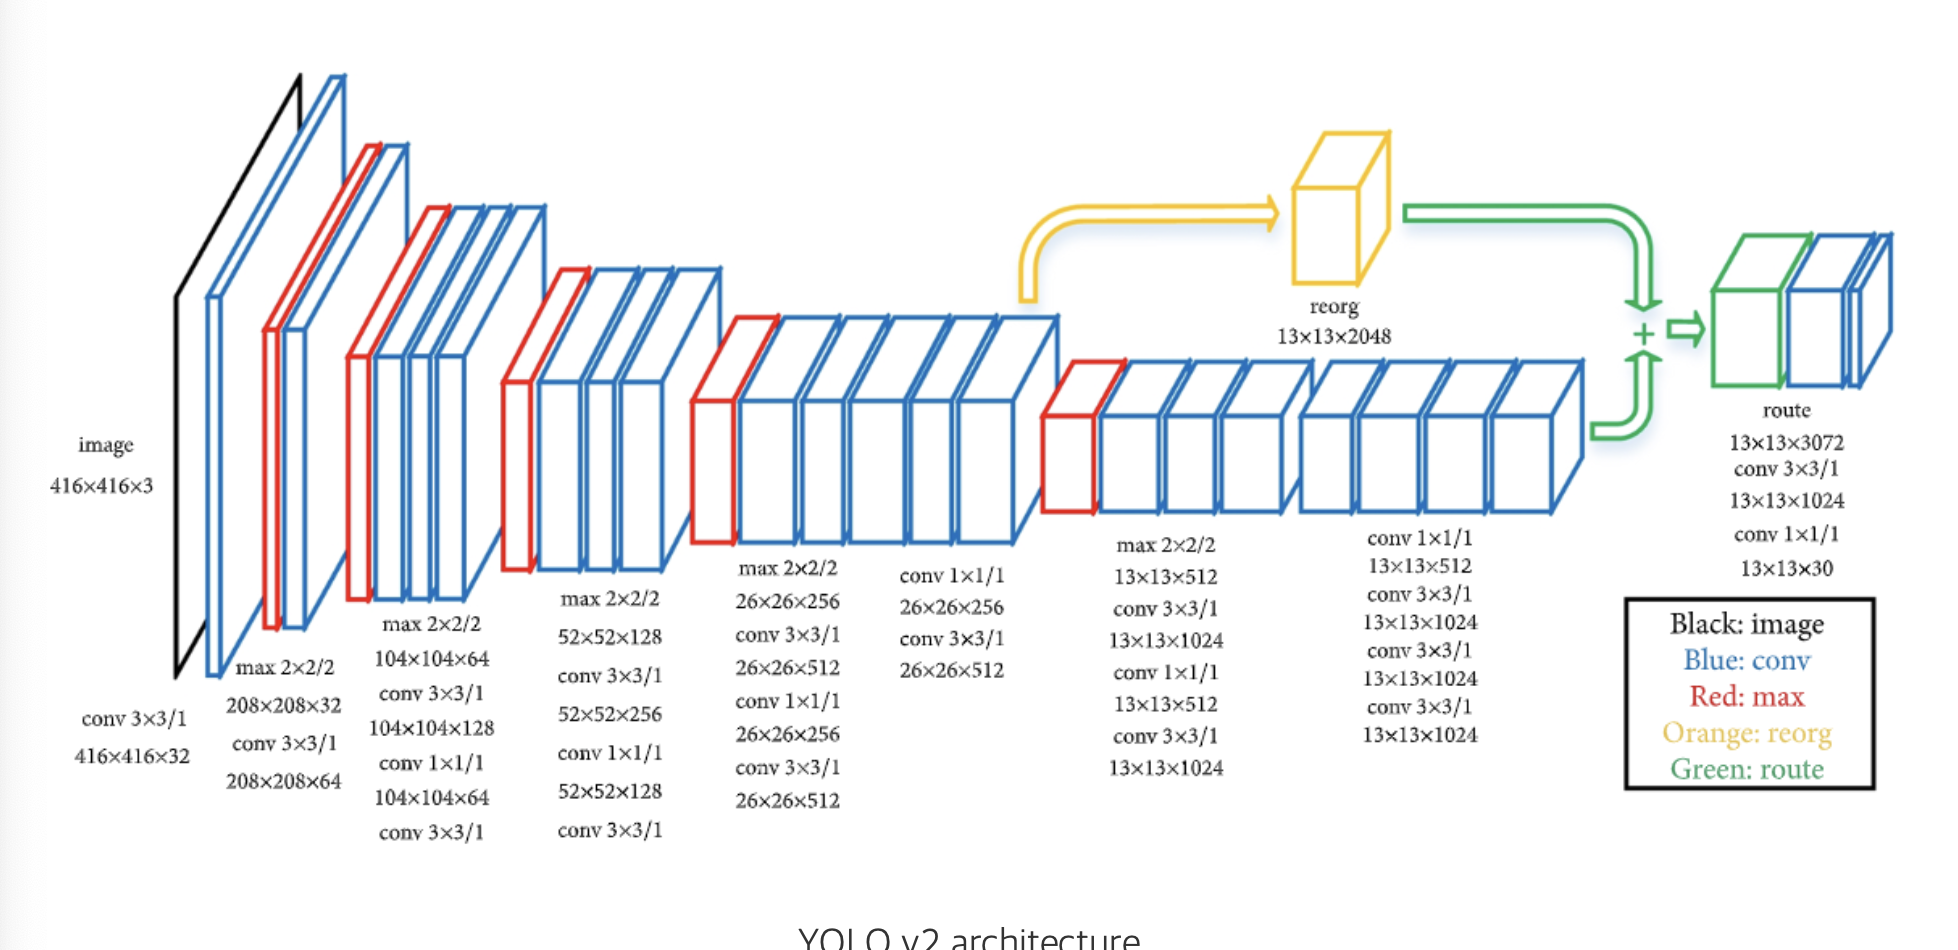 image
416×416×3
conv 3×3/1
416×416×32
max 2×2/2
208×208×32
conv 3×3/1
208×208×64
max 2×2/2
104×104×64
conv 3×3/1
104×104×128
conv 1×1/1
104×104×64
conv 3×3/1
max 2×2/2
52×52×128
conv 3×3/1
52×52×256
conv 1×1/1
52×52×128
conv 3×3/1
max 2×2/2
26×26×256
conv 3×3/1
26×26×512
conv 1×1/1
26×26×256
conv 3×3/1
26×26×512
conv 1×1/1
26×26×256
conv 3×3/1
26×26×512
max 2×2/2
13×13×512
conv 3×3/1
13×13×1024
conv 1×1/1
13×13×512
conv 3×3/1
13×13×1024
conv 1×1/1
13×13×512
conv 3×3/1
13×13×1024
conv 3×3/1
13×13×1024
conv 3×3/1
13×13×1024
reorg
13×13×2048
+
route
13×13×3072
conv 3×3/1
13×13×1024
conv 1×1/1
13×13×30
Black: image
Blue: conv
Red: max
Orange: reorg
Green: route
YOLO v2 architecture